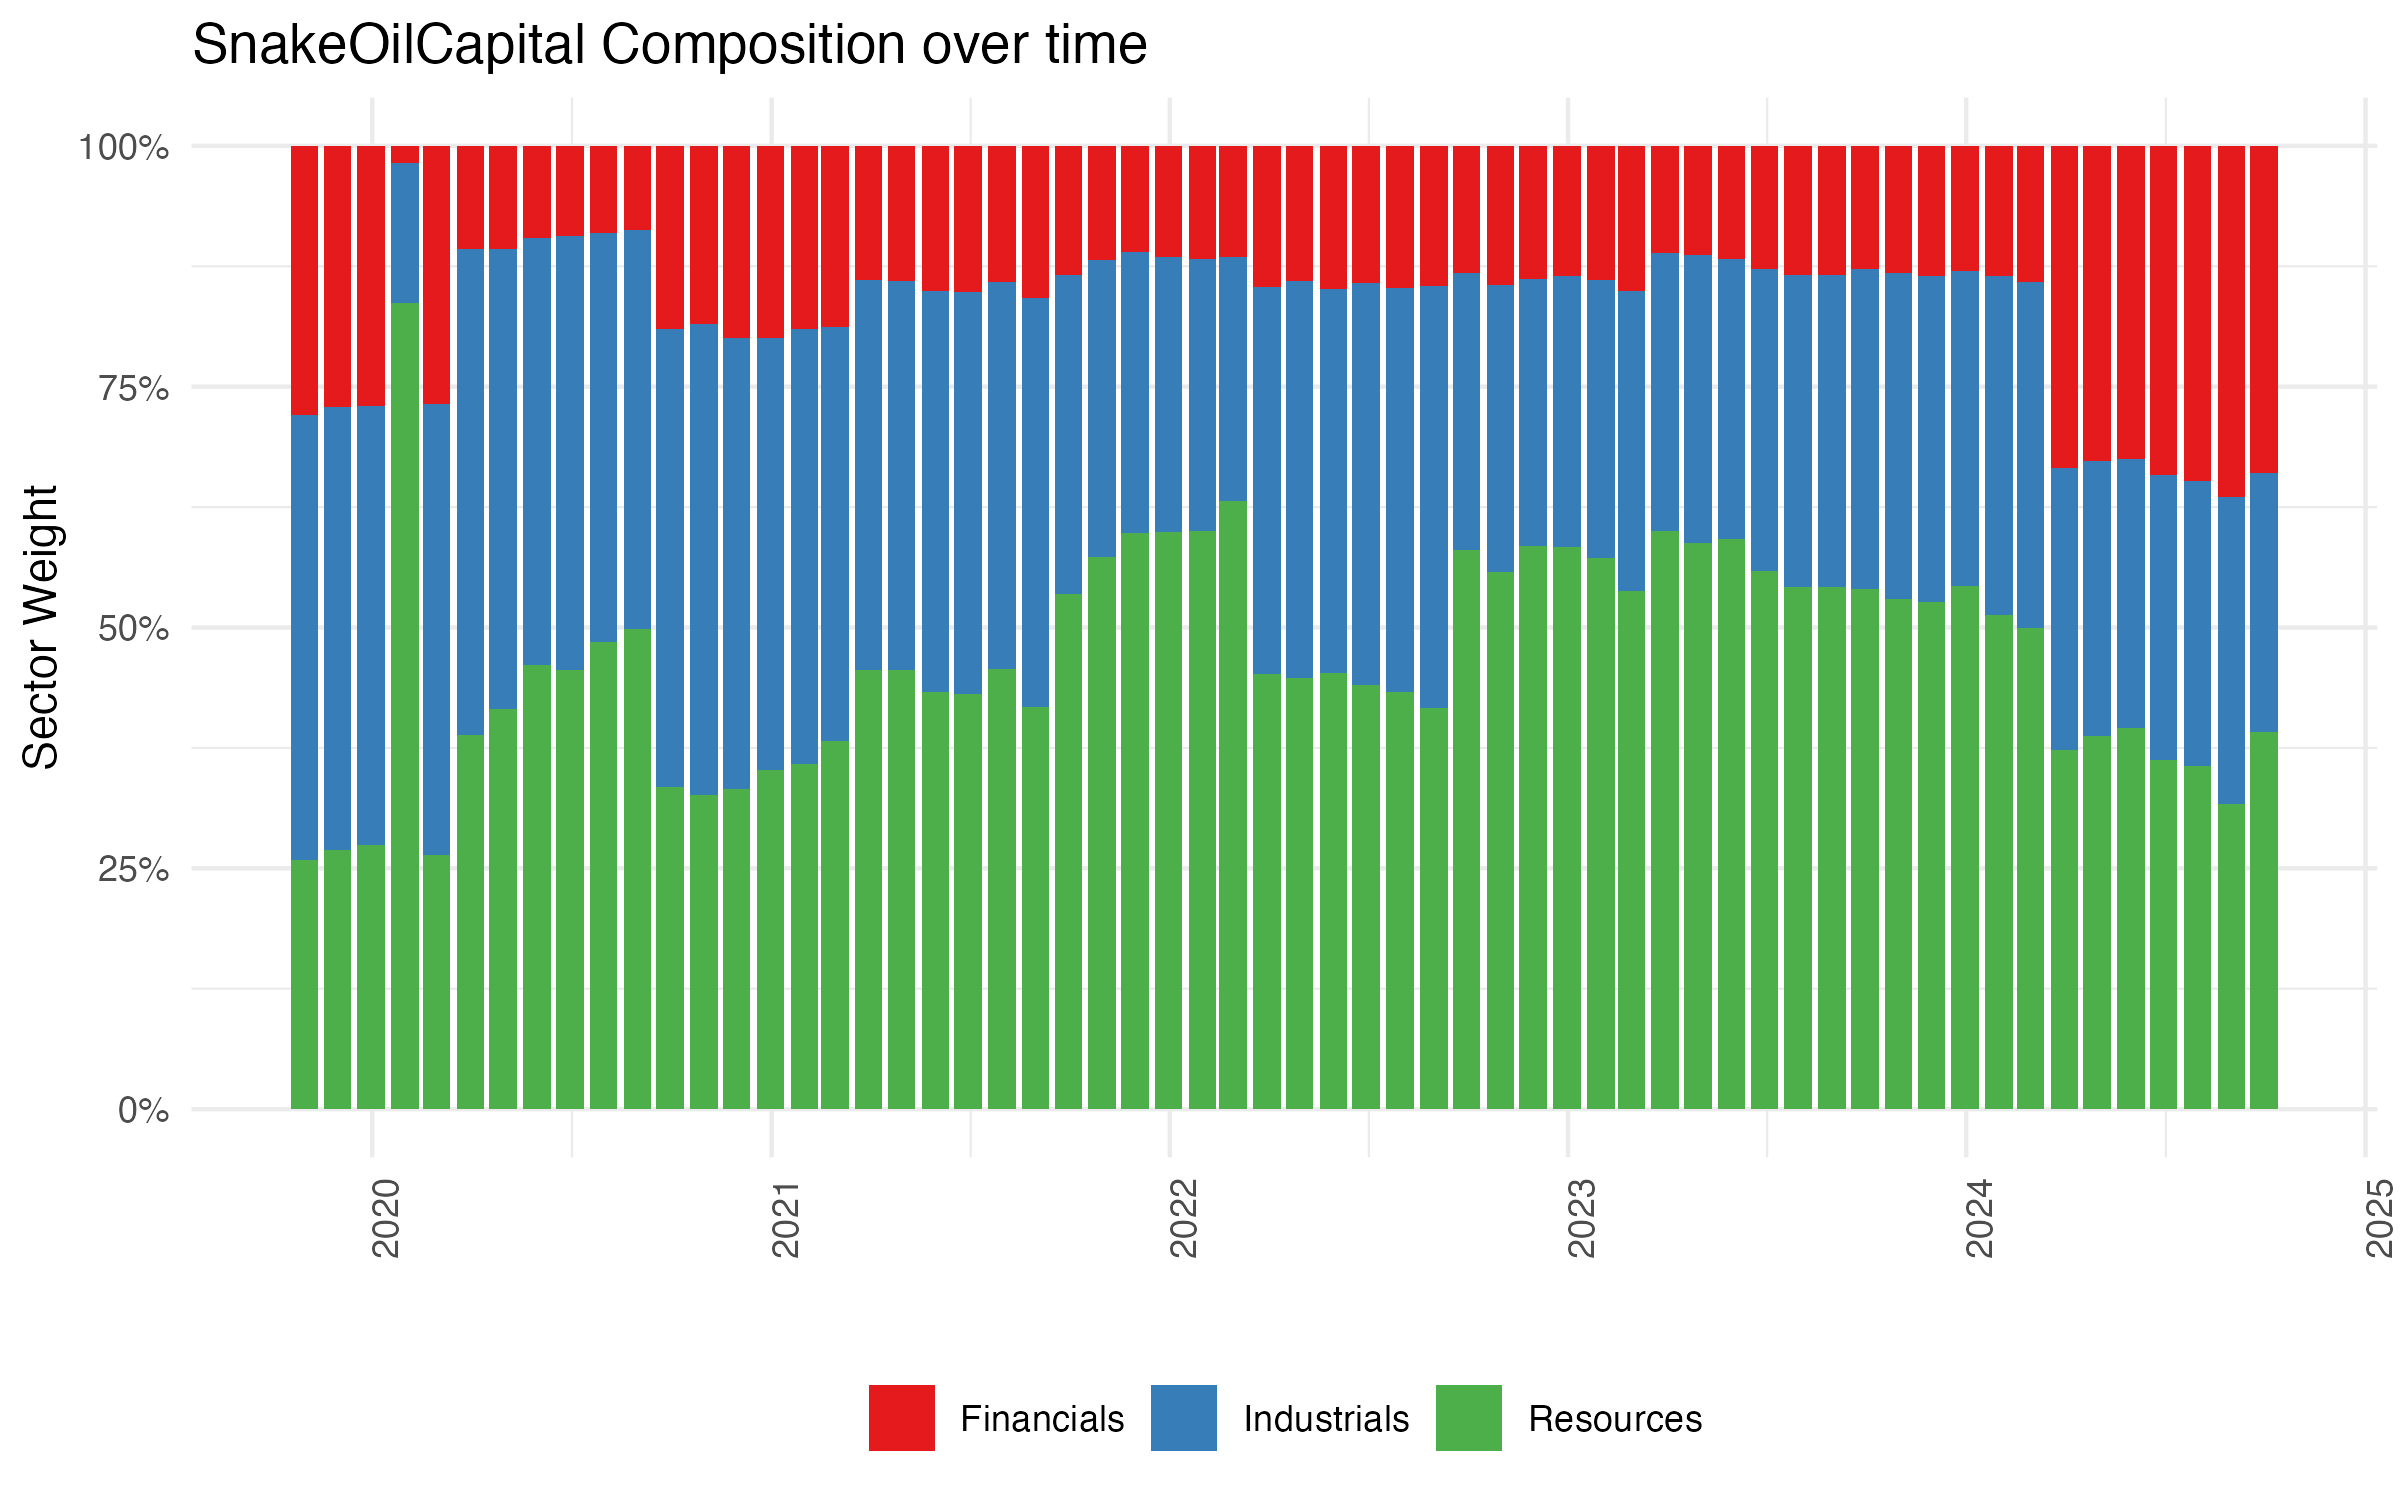 SnakeOilCapital Composition over time
Sector Weight
100%
75%
50%
25%
0%
2020
2021
2022
2023
2024
2025
Financials
Industrials
Resources